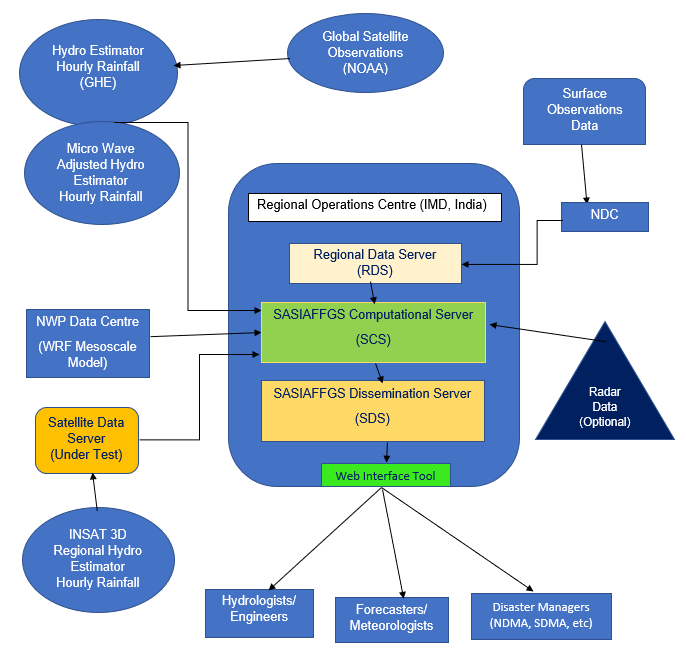 Hydro Estimator
Hourly Rainfall
(GHE)
Global Satellite
Observations
(NOAA)
Surface
Observations
Data
Micro Wave
Adjusted Hydro
Estimator
Hourly Rainfall
Regional Operations Centre (IMD, India)
NDC
Regional Data Server
(RDS)
SASIAFFGS Computational Server
(SCS)
NWP Data Centre
(WRF Mesoscale
Model)
SASIAFFGS Dissemination Server
(SDS)
Radar
Data
(Optional)
Satellite Data
Server
(Under Test)
Web Interface Tool
INSAT 3D
Regional Hydro
Estimator
Hourly Rainfall
Hydrologists/
Engineers
Forecasters/
Meteorologists
Disaster Managers
(NDMA, SDMA, etc)